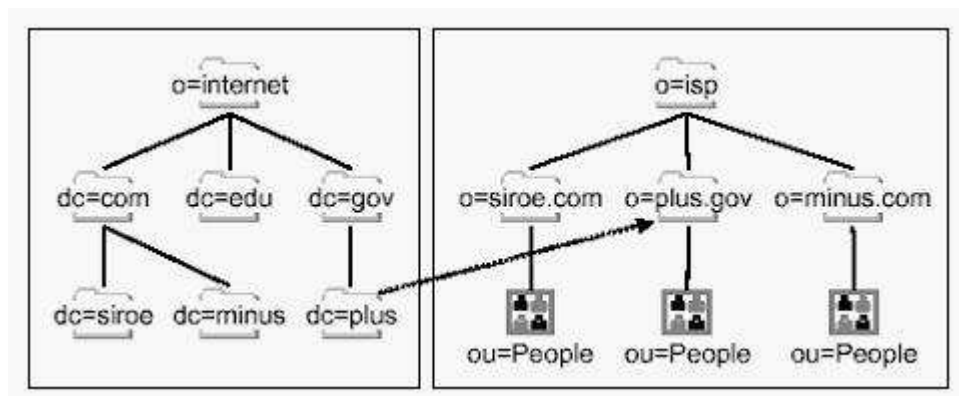 o=internet
dc=com dc=edu dc=gov
dc=siroe dc=minus dc=plus
o=isp
o=siroe.com o=plus.gov o=minus.com
ou=People ou=People ou=People